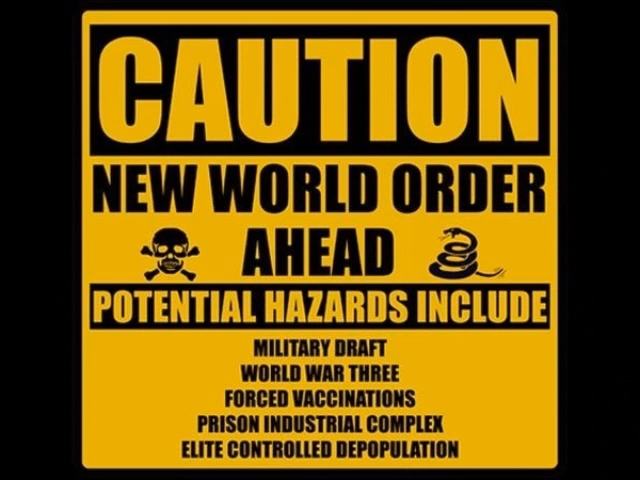 CAUTION
NEW WORLD ORDER
AHEAD
POTENTIAL HAZARDS INCLUDE
MILITARY DRAFT
WORLD WAR THREE
FORCED VACCINATIONS
PRISON INDUSTRIAL COMPLEX
ELITE CONTROLLED DEPOPULATION